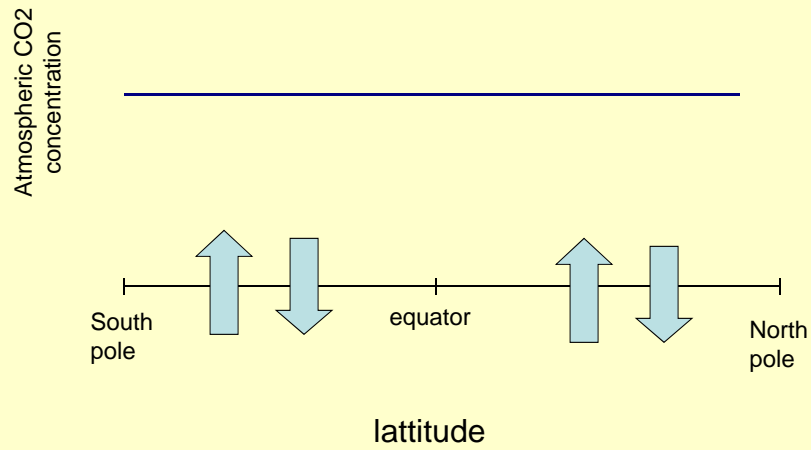 Atmospheric CO2
concentration
South
pole
equator
North
pole
lattitude